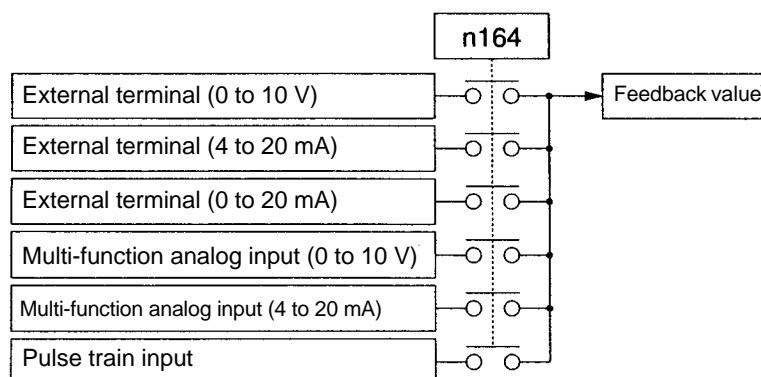 n164
External terminal (0 to 10 V)
Feedback value
External terminal (4 to 20 mA)
External terminal (0 to 20 mA)
Multi-function analog input (0 to 10 V)
Multi-function analog input (4 to 20 mA)
Pulse train input